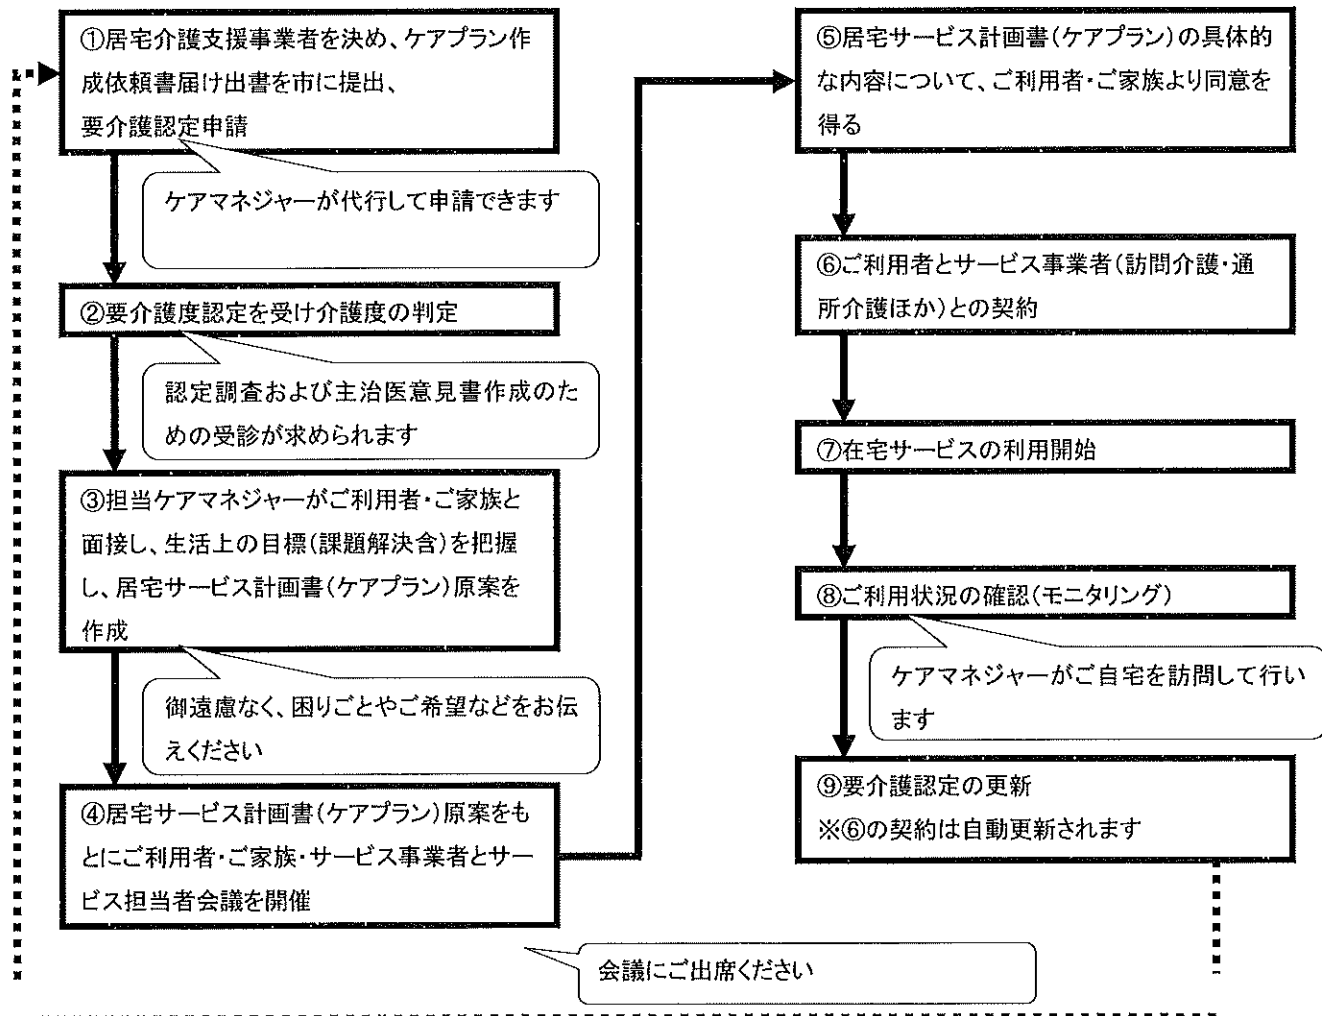 ①居宅介護支援事業者を決め、ケアプラン作
成依頼書届け出書を市に提出、
要介護認定申請
ケアマネジャーが代行して申請できます
②要介護度認定を受け介護度の判定
認定調査および主治医意見書作成のた
めの受診が求められます
③担当ケアマネジャーがご利用者・ご家族と
面接し、生活上の目標(課題解決含)を把握
し、居宅サービス計画書(ケアプラン)原案を
作成
御遠慮なく、困りごとやご希望などをお伝
えください
④居宅サービス計画書(ケアプラン)原案をも
とにご利用者・ご家族・サービス事業者とサー
ビス担当者会議を開催
会議にご出席ください
⑤居宅サービス計画書(ケアプラン)の具体的
な内容について、ご利用者・ご家族より同意を
得る
⑥ご利用者とサービス事業者(訪問介護・通
所介護ほか)との契約
⑦在宅サービスの利用開始
⑧ご利用状況の確認(モニタリング)
ケアマネジャーがご自宅を訪問して行い
ます
⑨要介護認定の更新
※⑥の契約は自動更新されます